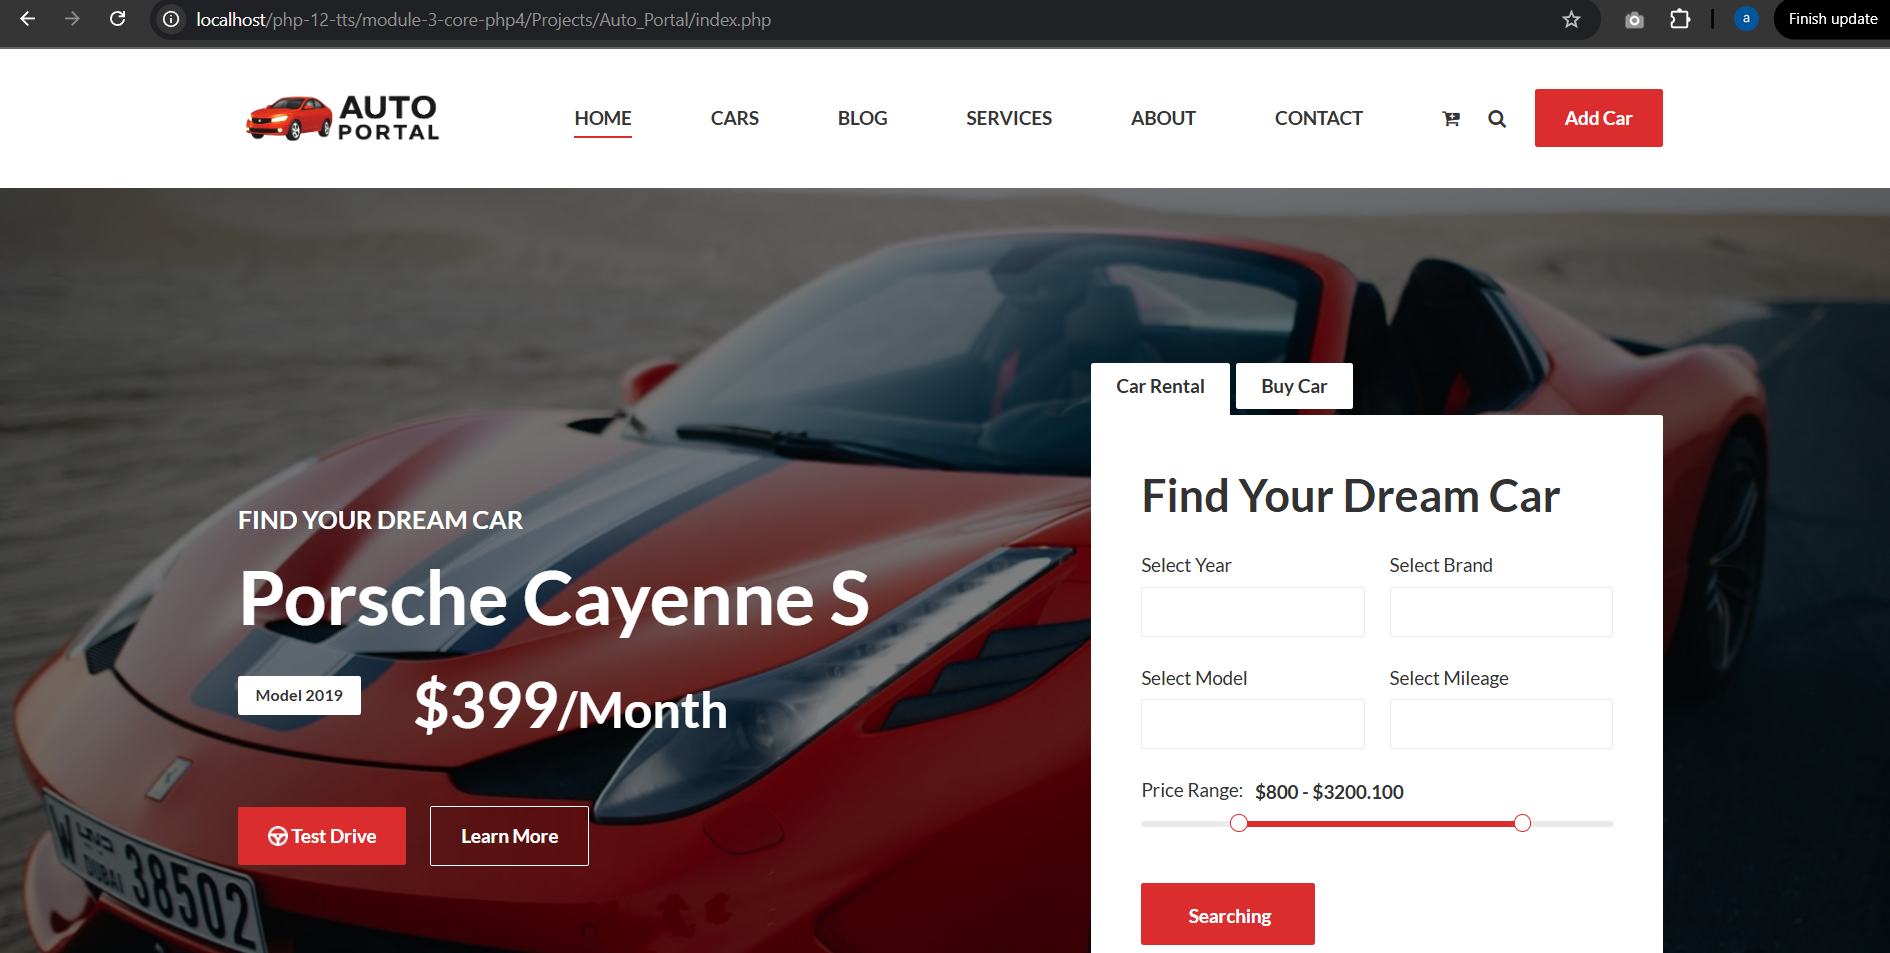 localhost/php-12-tts/module-3-core-php4/Projects/Auto_Portal/index.php
a
Finish update
AUTO
PORTAL
HOME
CARS
BLOG
SERVICES
ABOUT
CONTACT
Add Car
Car Rental
Buy Car
FIND YOUR DREAM CAR
Porsche Cayenne S
Model 2019
$399/Month
Test Drive
Learn More
Find Your Dream Car
Select Year
Select Brand
Select Model
Select Mileage
Price Range: $800 - $3200.100
Searching
W
DUBAI
38502